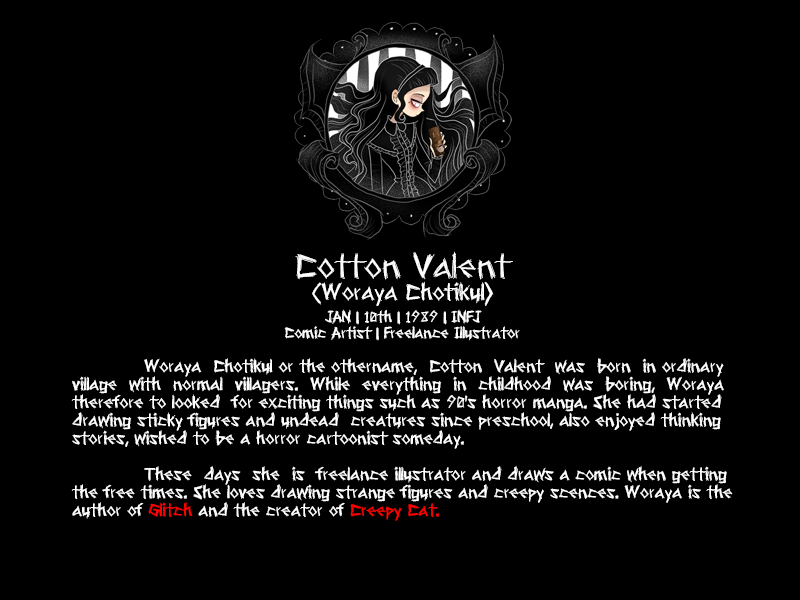 Cotton Valent
(Woraya Chotikul)
JAN | 10th | 1989 | INFJ
Comic Artist | Freelance Illustrator
Woraya Chotikul or the othername, Cotton Valent was born in ordinary
village with normal villagers. While everything in childhood was boring, Woraya
therefore to looked for exciting things such as 90's horror manga. She had started
drawing sticky figures and undead creatures since preschool, also enjoyed thinking
stories, wished to be a horror cartoonist someday.
These days she is freelance illustrator and draws a comic when getting
the free times. She loves drawing strange figures and creepy scences. Woraya is the
author of Glitch and the creator of Creepy Cat.